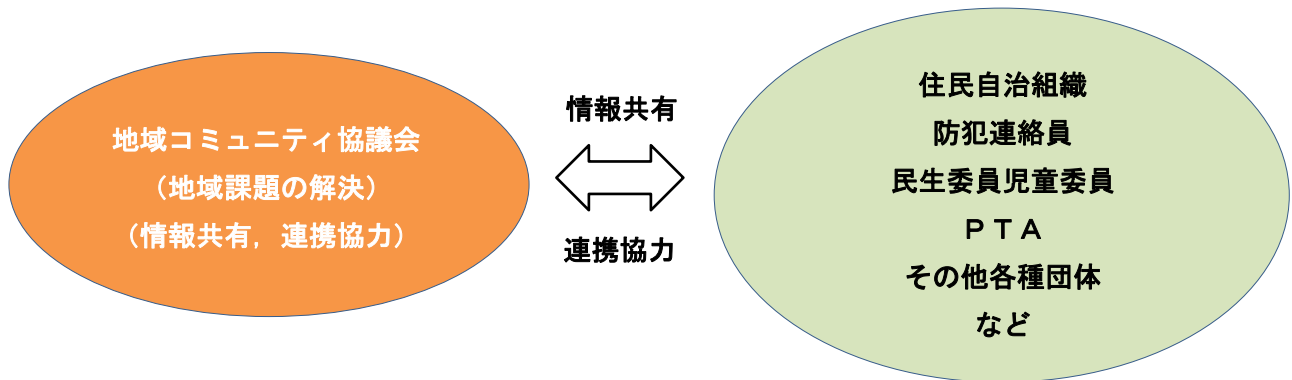 地域コミュニティ協議会
（地域課題の解決）
（情報共有，連携協力）
情報共有
連携協力
住民自治組織
防犯連絡員
民生委員児童委員
ＰＴＡ
その他各種団体
など